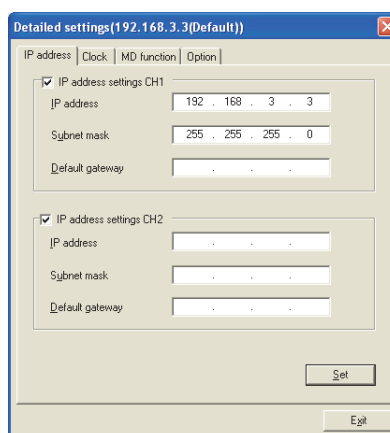 Detailed settings(192.168.3.3(Default))
IP address Clock MD function Option
IP address settings CH1
IP address 192 . 168 . 3 . 3
Subnet mask 255 . 255 . 255 . 0
Default gateway . . .
IP address settings CH2
IP address . . .
Subnet mask . . .
Default gateway . . .
Set
Exit